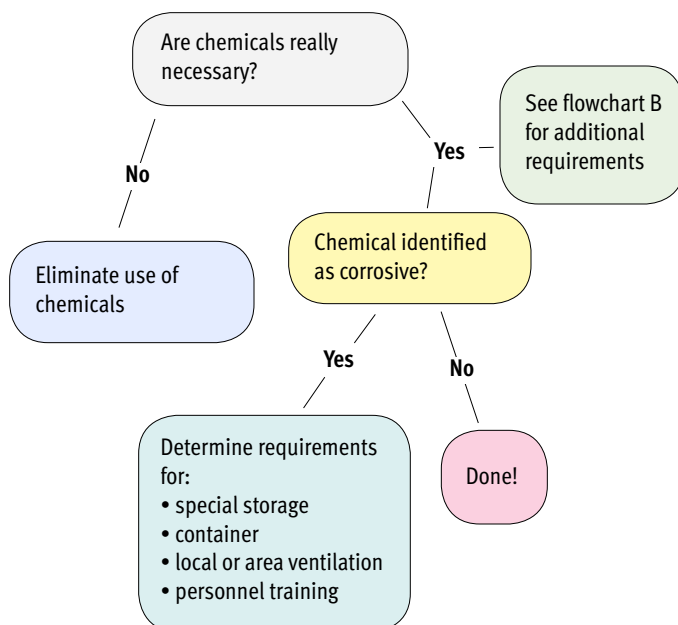 Are chemicals really
necessary?
See flowchart B
for additional
requirements
Yes
No
Chemical identified
as corrosive?
Eliminate use of
chemicals
Yes
No
Determine requirements
for:
• special storage
• container
• local or area ventilation
• personnel training
Done!